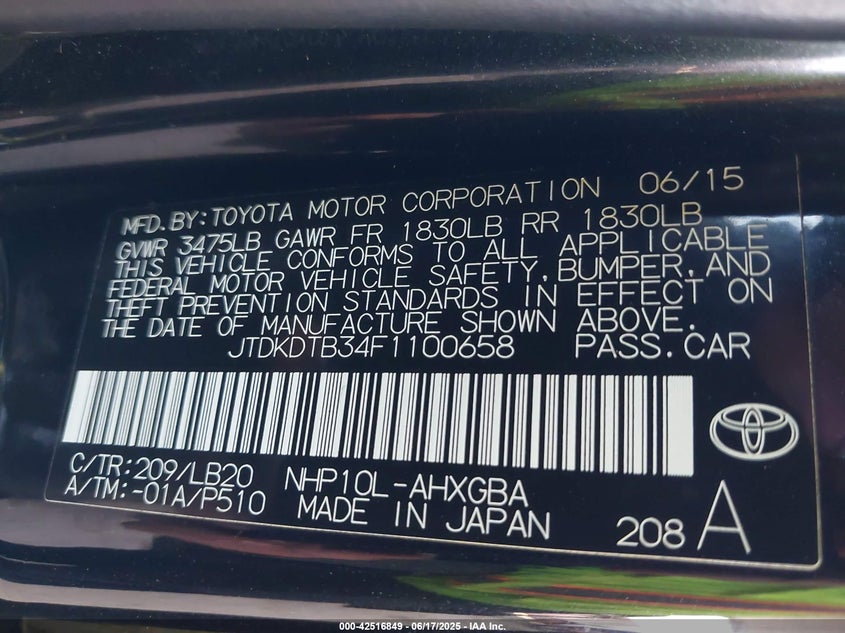 MFD.BY:TOYOTA MOTOR CORPORATION 06/15
GVWR 3475LB GAWR FR 1830LB RR 1830LB
THIS VEHICLE CONFORMS TO ALL APPLICABLE
FEDERAL MOTOR VEHICLE SAFETY,BUMPER,AND
THEFT PREVENTION STANDARDS IN EFFECT ON
THE DATE OF MANUFACTURE SHOWN ABOVE.
JTDKDTB34F1100658 PASS.CAR
C/TR:209/LB20 NHP10L-AHXGBA
A/TM:-01A/P510 MADE IN JAPAN 208 A
000-42516849 - 06/17/2025 - IAA Inc.